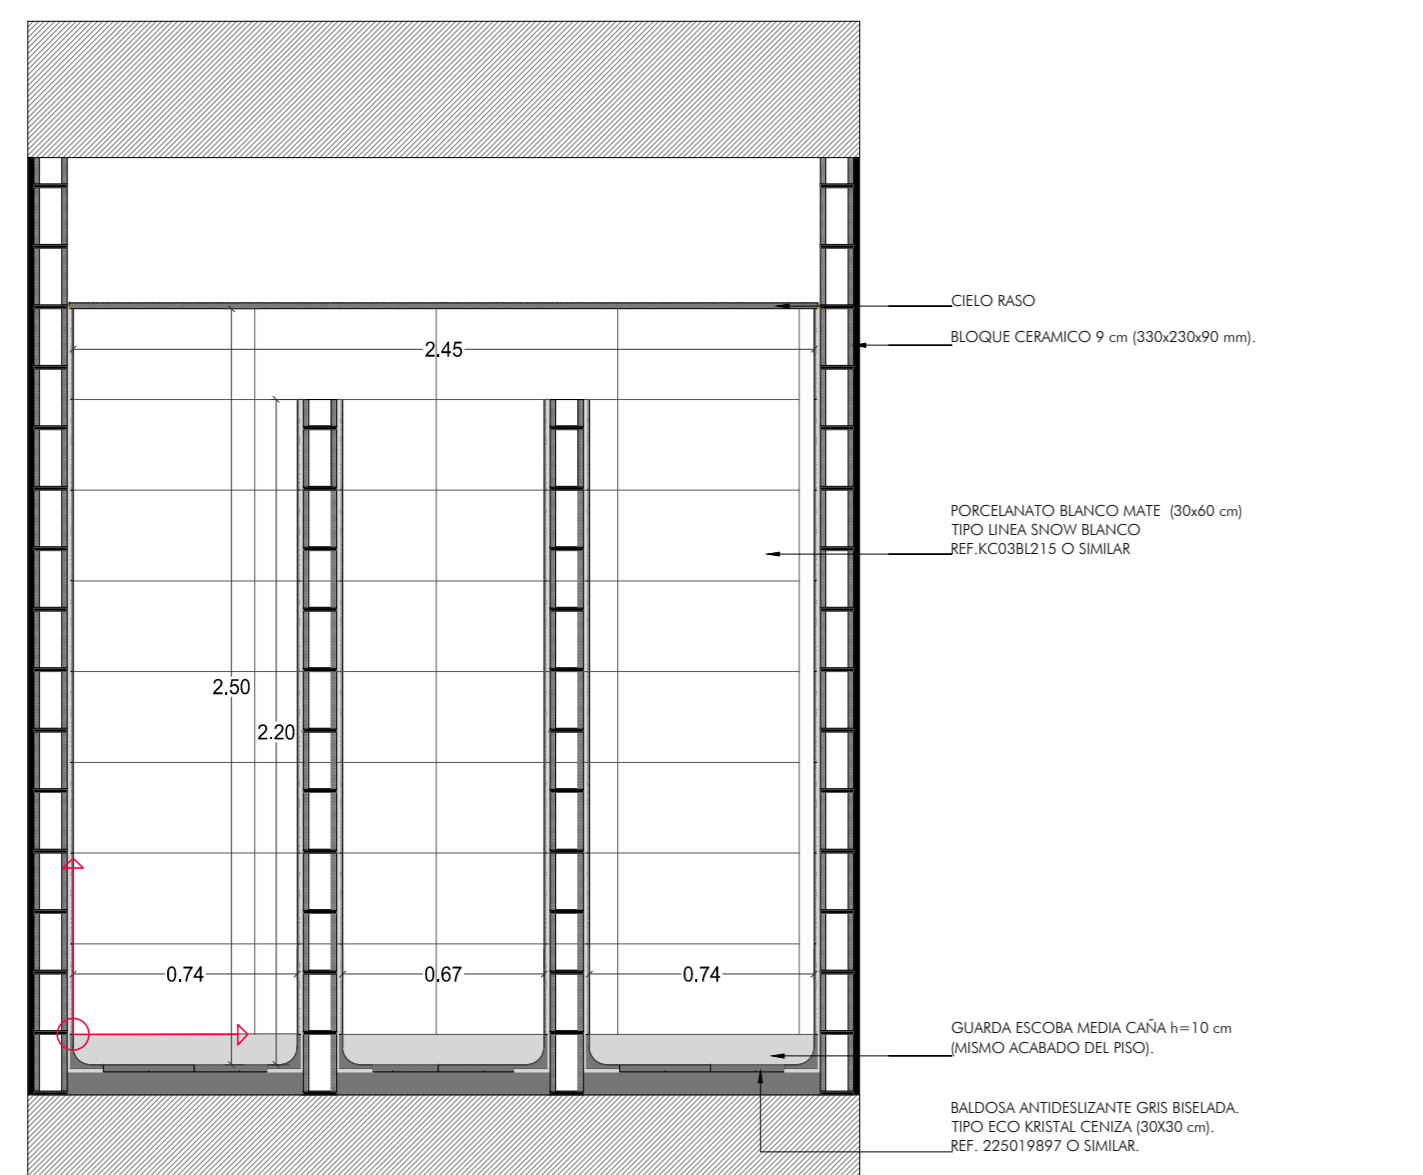 CIELO RASO
BLOQUE CERAMICO 9 cm (330x230x90 mm).
2.45
PORCELANATO BLANCO MATE (30x60 cm)
TIPO LINEA SNOW BLANCO
REF.KC03BL215 O SIMILAR
2.50
2.20
0.74
0.67
0.74
GUARDA ESCOBA MEDIA CAÑA h=10 cm
(MISMO ACABADO DEL PISO).
BALDOSA ANTIDESLIZANTE GRIS BISELADA.
TIPO ECO KRISTAL CENIZA (30X30 cm).
REF. 225019897 O SIMILAR.